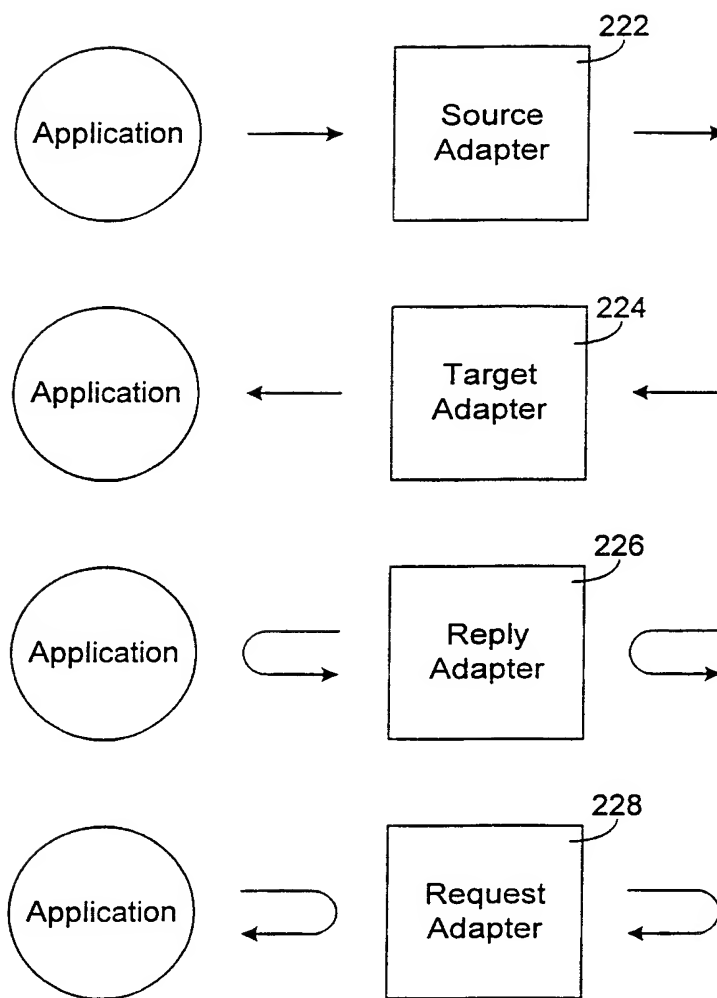 222
Application
Source
Adapter
224
Application
Target
Adapter
226
Application
Reply
Adapter
228
Application
Request
Adapter